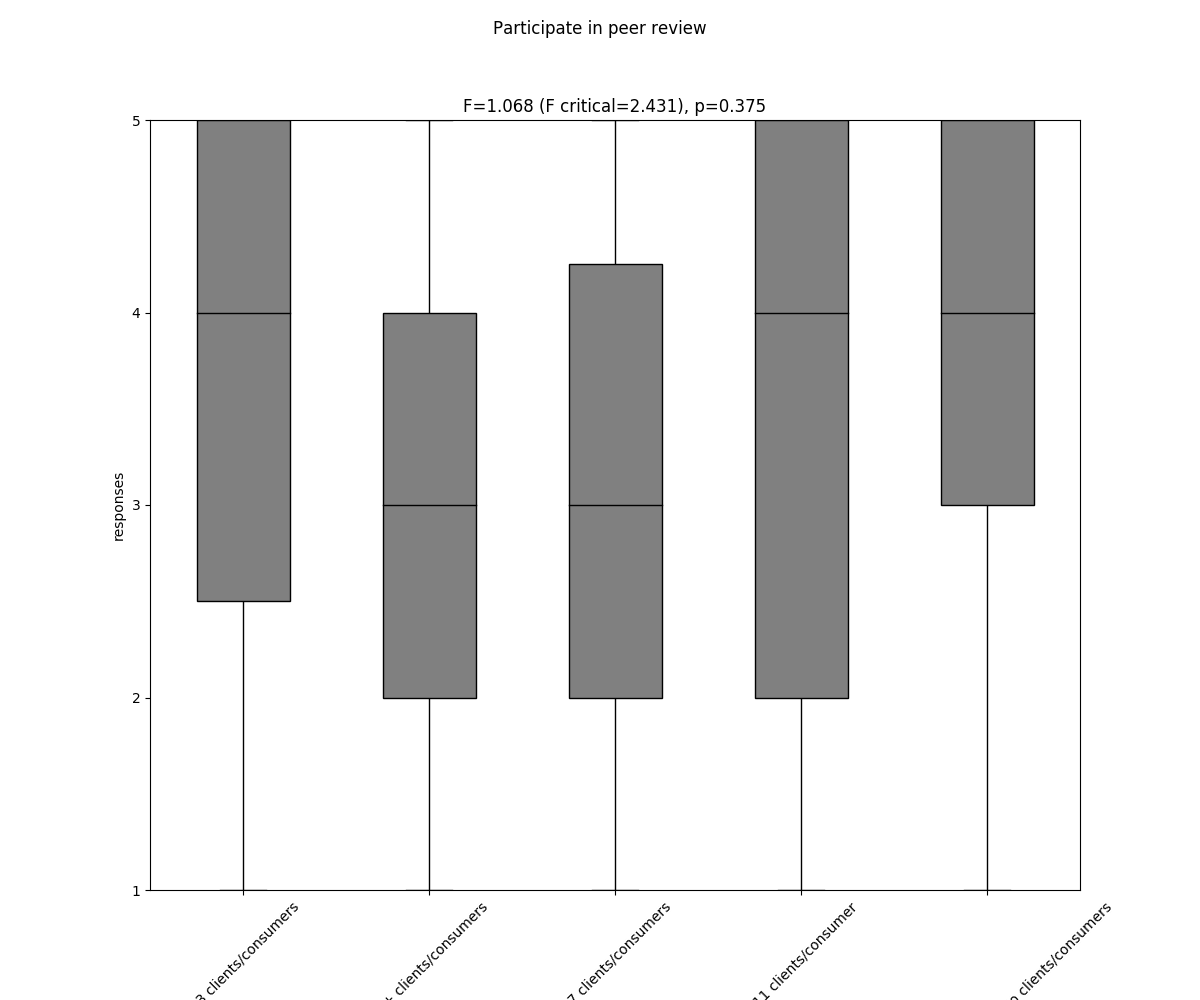 Participate in peer review
F=1.068 (F critical=2.431), p=0.375
5
4
3
2
1
responses
3 clients/consumers
clients/consumers
7 clients/consumers
11 clients/consumer
clients/consumers